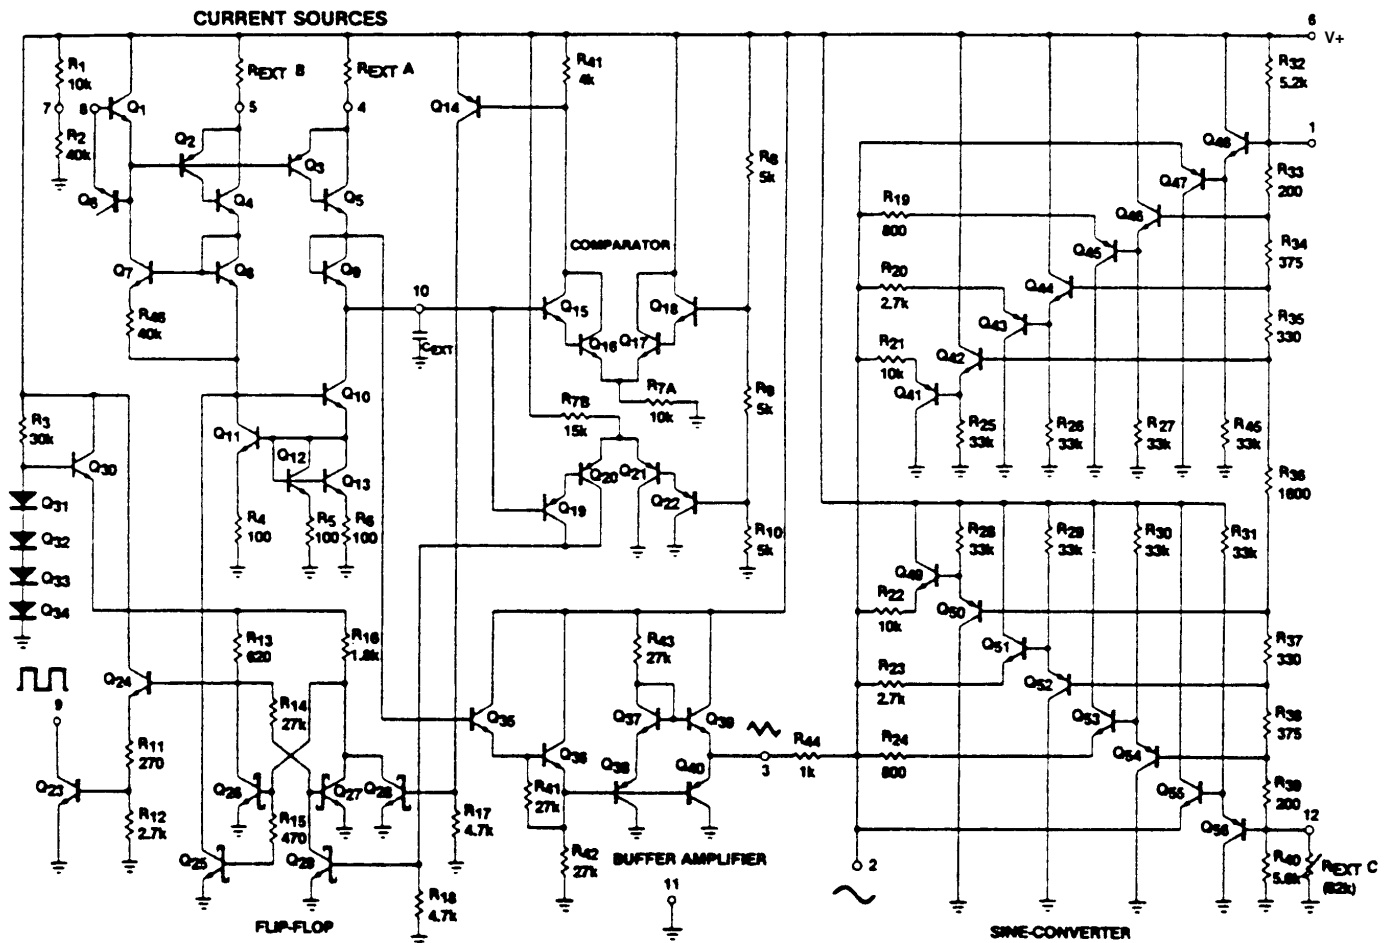 CURRENT SOURCES
6
V+
R1
10k
REXT B
REXT A
R41
4k
R32
5.2k
7
8
Q1
5
4
Q14
R2
40k
Q2
Q3
R8
5k
Q48
1
Q6
Q4
Q5
Q47
R33
200
R19
800
Q46
COMPARATOR
Q45
R34
375
Q7
Q8
Q9
R20
2.7k
Q44
10
Q15
Q18
R46
40k
CEXT
Q16
Q17
Q43
R35
330
R21
10k
Q42
Q10
R7A
10k
R9
5k
Q41
R7B
15k
R3
30k
Q11
R25
33k
R26
33k
R27
33k
R45
33k
Q30
Q12
Q13
Q20
Q21
R36
1600
Q31
Q19
Q22
R4
100
R5
100
R6
100
R10
5k
R28
33k
R29
33k
R30
33k
R31
33k
Q32
Q33
Q49
Q34
R22
10k
Q50
R13
620
R16
1.8k
R43
27k
Q51
R37
330
Q24
R23
2.7k
Q52
9
R14
27k
Q35
Q37
Q39
Q53
R38
375
R11
270
Q36
R44
1k
R24
800
Q54
3
Q23
Q26
Q27
Q28
R41
27k
Q38
Q40
Q55
R39
200
R12
2.7k
R15
470
R17
4.7k
Q56
12
Q25
Q29
BUFFER AMPLIFIER
2
R40
5.6k
REXT C
(82k)
R42
27k
R18
4.7k
11
FLIP-FLOP
SINE-CONVERTER